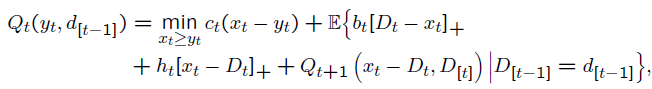 Q_t(y_t, d_{[t-1]}) = \min_{x_t \geq y_t} c_t(x_t - y_t) + \mathbb{E}\{b_t[D_t - x_t]_+
+ h_t[x_t - D_t]_+ + Q_{t+1}(x_t - D_t, D_{[t]}) | D_{[t-1]} = d_{[t-1]}\},